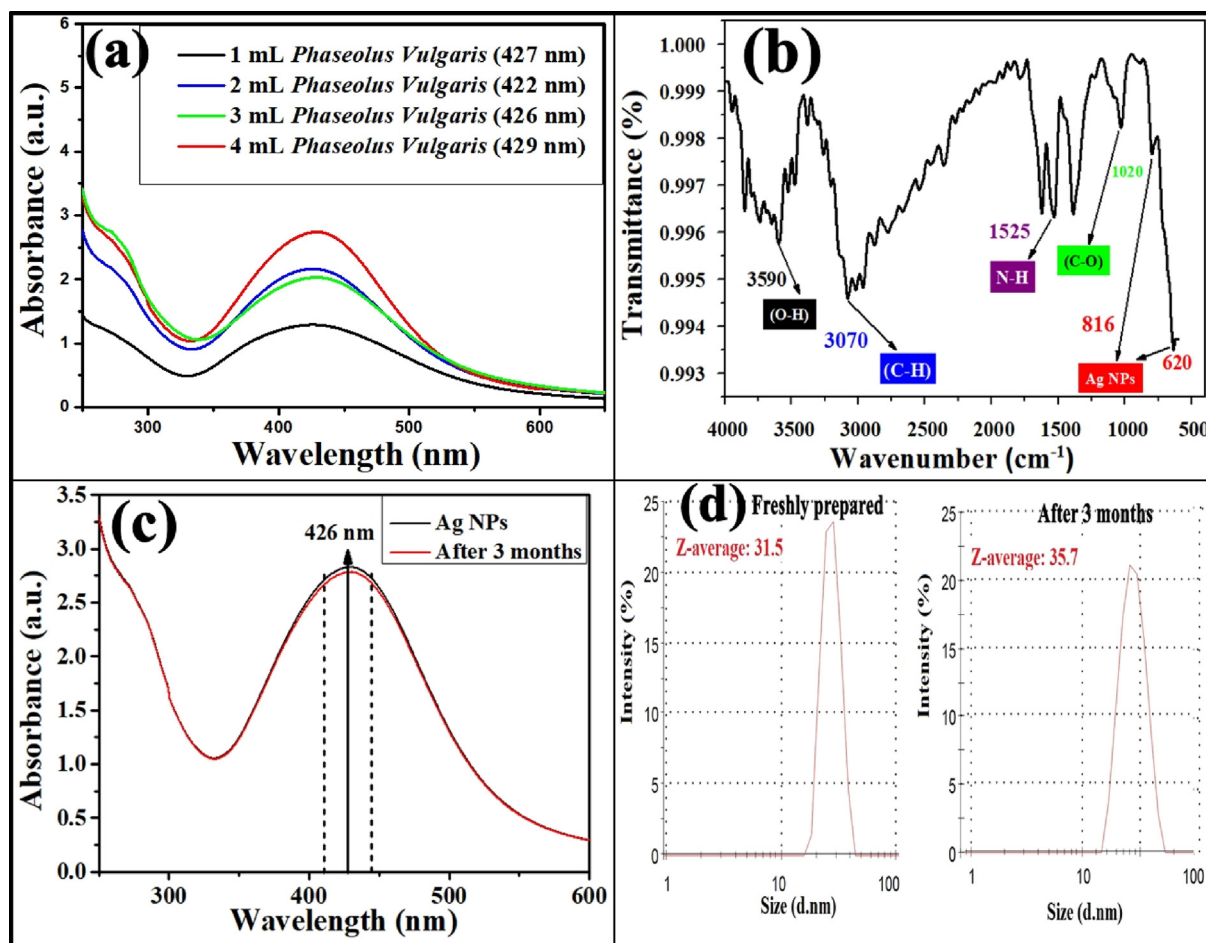 (a)
1 mL Phaseolus Vulgaris (427 nm)
2 mL Phaseolus Vulgaris (422 nm)
3 mL Phaseolus Vulgaris (426 nm)
4 mL Phaseolus Vulgaris (429 nm)
Absorbance (a.u.)
6
5
4
3
2
1
0
300 400 500 600
Wavelength (nm)
(b)
Transmittance (%)
1.000
0.999
0.998
0.997
0.996
0.995
0.994
0.993
3590
(O-H)
3070
(C-H)
1525
N-H
1020
(C-O)
816
Ag NPs
620
4000 3500 3000 2500 2000 1500 1000 500
Wavenumber (cm⁻¹)
(c)
426 nm
Ag NPs
After 3 months
Absorbance (a.u.)
3.5
3.0
2.5
2.0
1.5
1.0
0.5
0.0
300 400 500 600
Wavelength (nm)
(d)
Freshly prepared
Z-average: 31.5
Intensity (%)
25
20
15
10
5
0
1 10 100
Size (d.nm)
After 3 months
Z-average: 35.7
Intensity (%)
25
20
15
10
5
0
1 10 100
Size (d.nm)